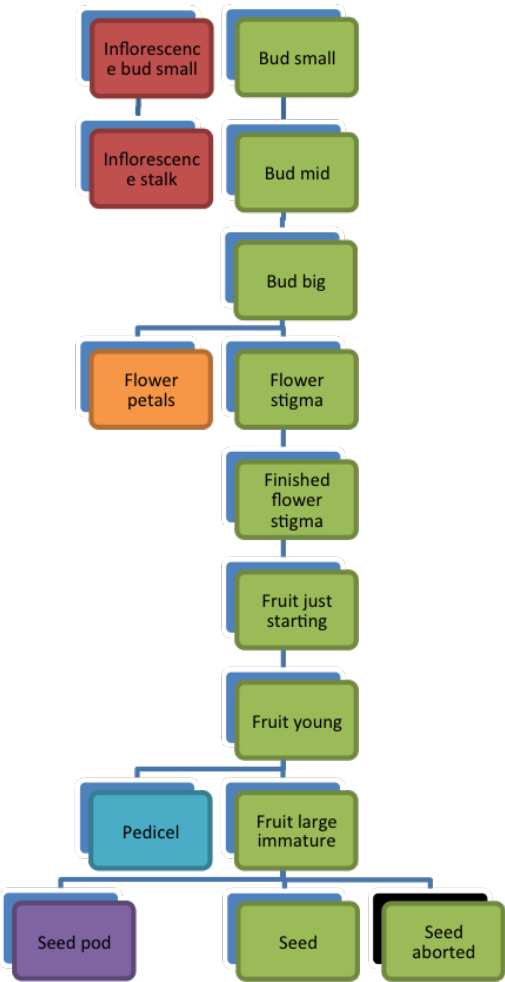 Inflorescenc
e bud small
Bud small
Inflorescenc
e stalk
Bud mid
Bud big
Flower
petals
Flower
stigma
Finished
flower
stigma
Fruit just
starting
Fruit young
Pedicel
Fruit large
immature
Seed pod
Seed
Seed
aborted